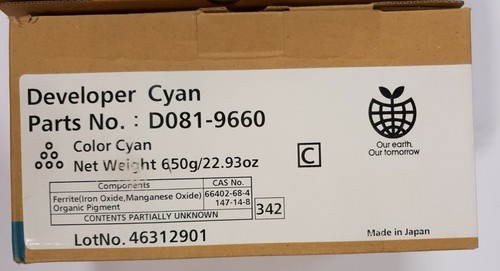 Developer Cyan
Parts No. : D081-9660
Color Cyan
Net Weight 650g/22.93oz
C
Our earth,
Our tomorrow
Components CAS No.
Ferrite(Iron Oxide,Manganese Oxide) 66402-68-4
Organic Pigment 147-14-8
CONTENTS PARTIALLY UNKNOWN
342
LotNo. 46312901
Made in Japan